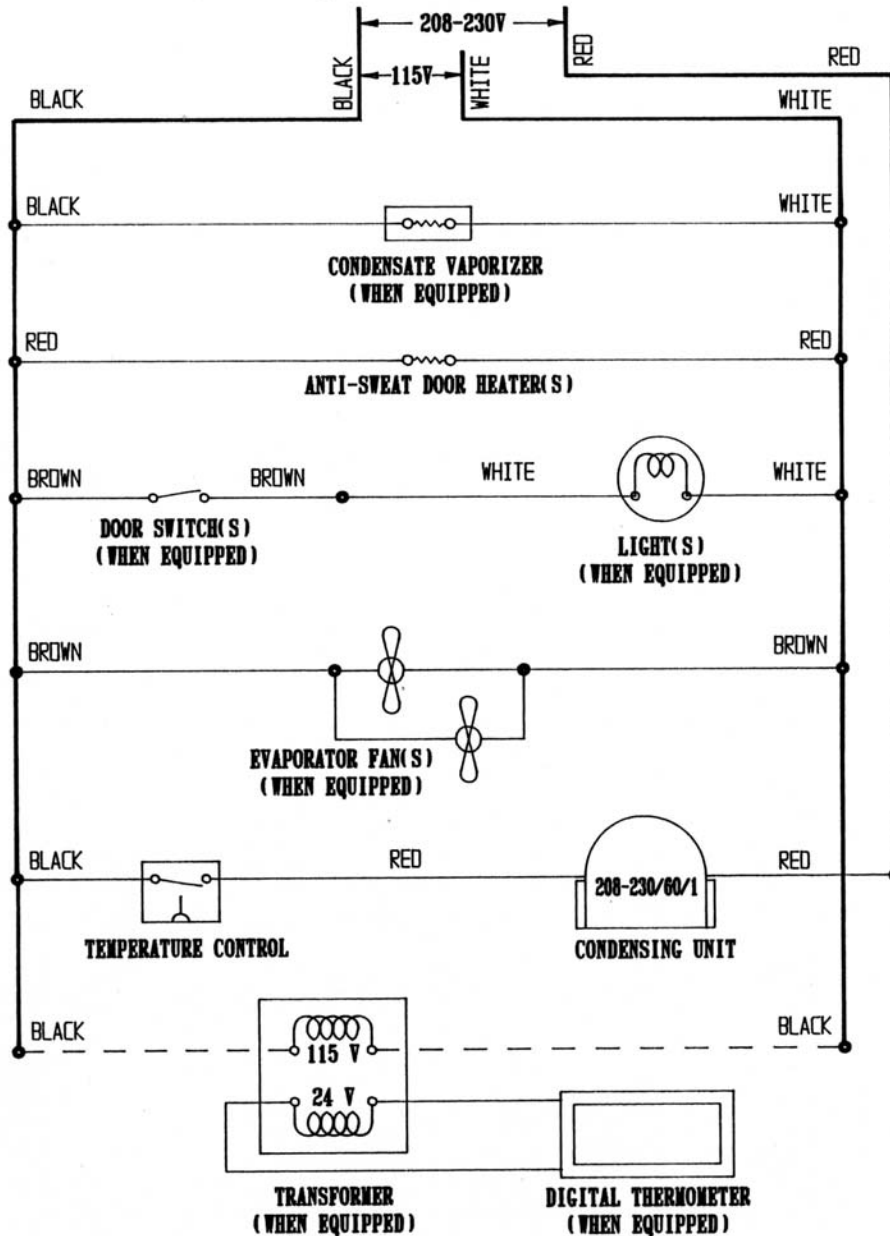 208-230V
BLACK
115V
WHITE
RED
RED
BLACK
WHITE
BLACK
WHITE
CONDENSATE VAPORIZER
(WHEN EQUIPPED)
RED
RED
ANTI-SWEAT DOOR HEATER(S)
BROWN
BROWN
WHITE
WHITE
DOOR SWITCH(S)
(WHEN EQUIPPED)
LIGHT(S)
(WHEN EQUIPPED)
BROWN
BROWN
EVAPORATOR FAN(S)
(WHEN EQUIPPED)
BLACK
RED
RED
208-230/60/1
TEMPERATURE CONTROL
CONDENSING UNIT
BLACK
BLACK
115 V
24 V
TRANSFORMER
(WHEN EQUIPPED)
DIGITAL THERMOMETER
(WHEN EQUIPPED)